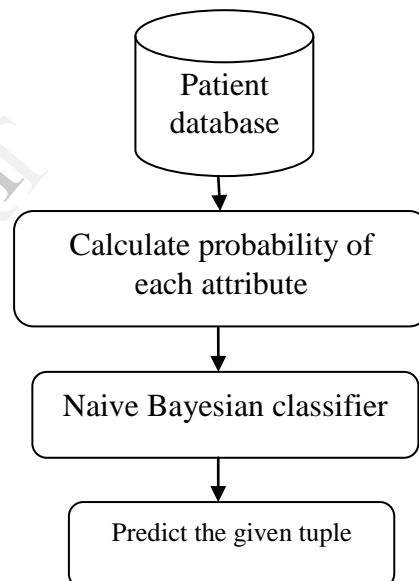 Patient
database
Calculate probability of
each attribute
Naive Bayesian classifier
Predict the given tuple